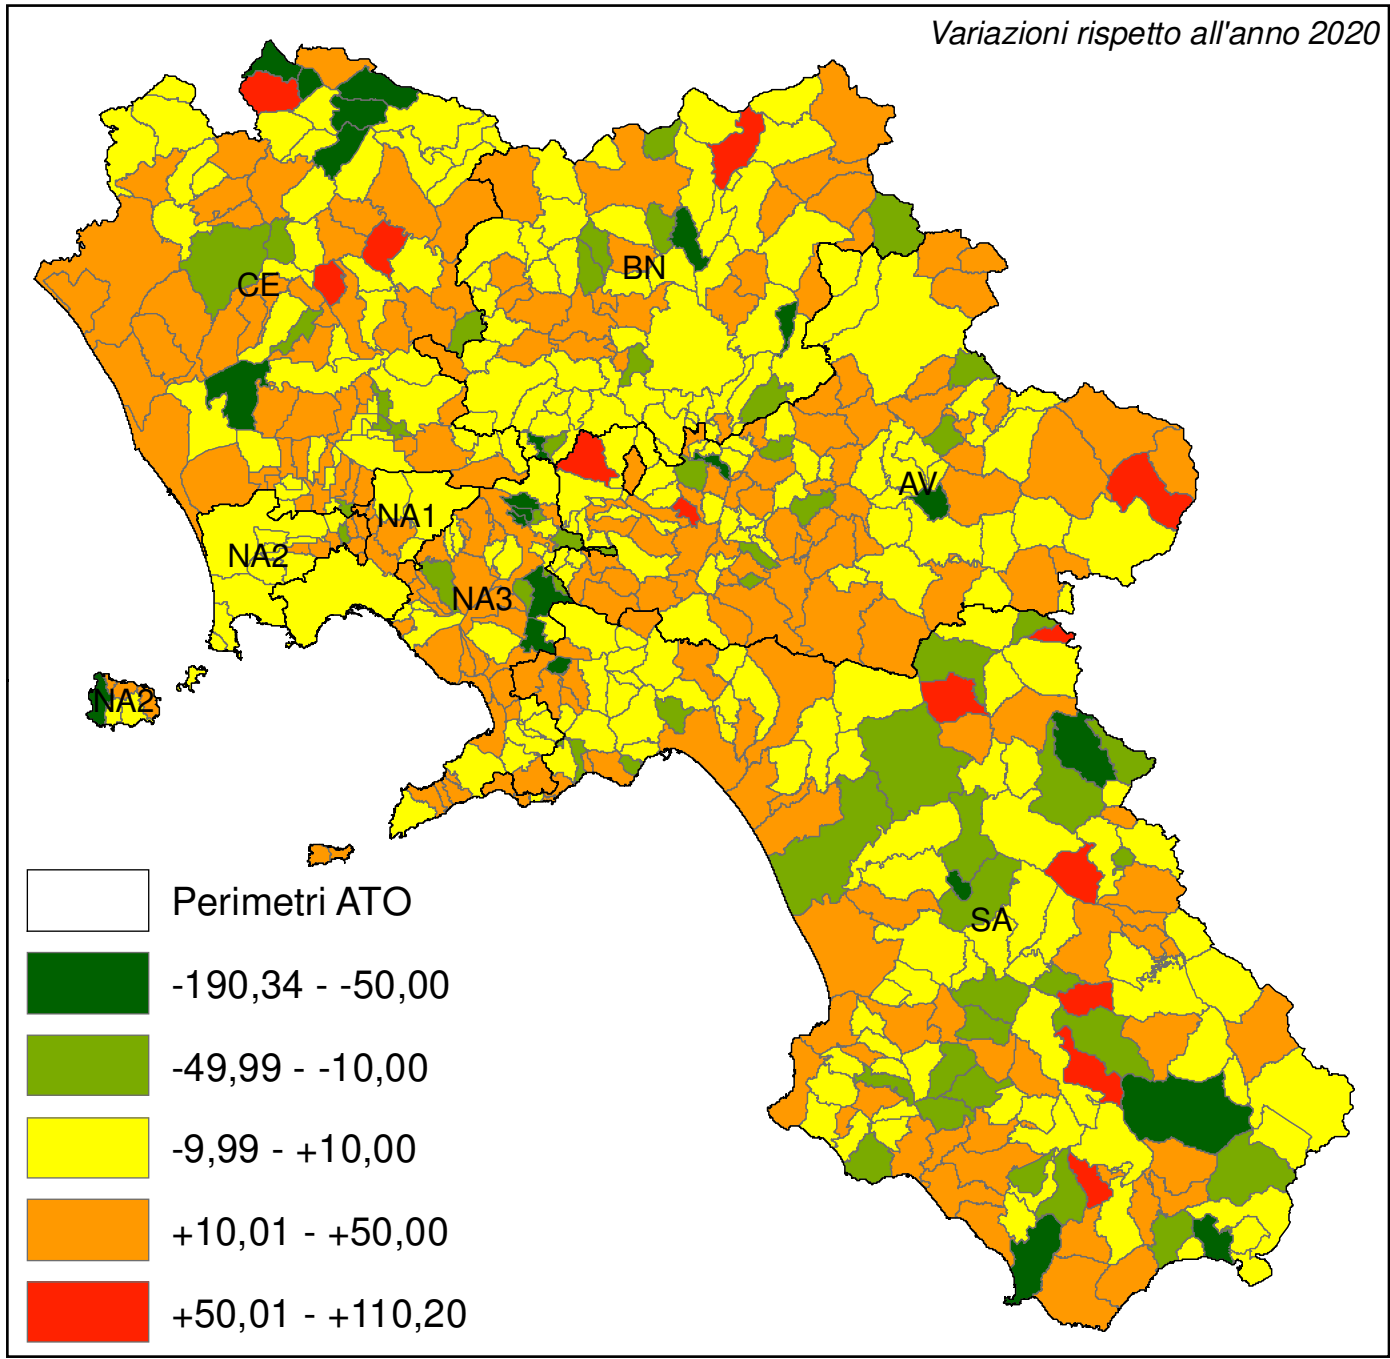 Variazioni rispetto all'anno 2020
CE
BN
AV
NA1
NA2
NA3
NA2
SA
Perimetri ATO
-190,34 - -50,00
-49,99 - -10,00
-9,99 - +10,00
+10,01 - +50,00
+50,01 - +110,20